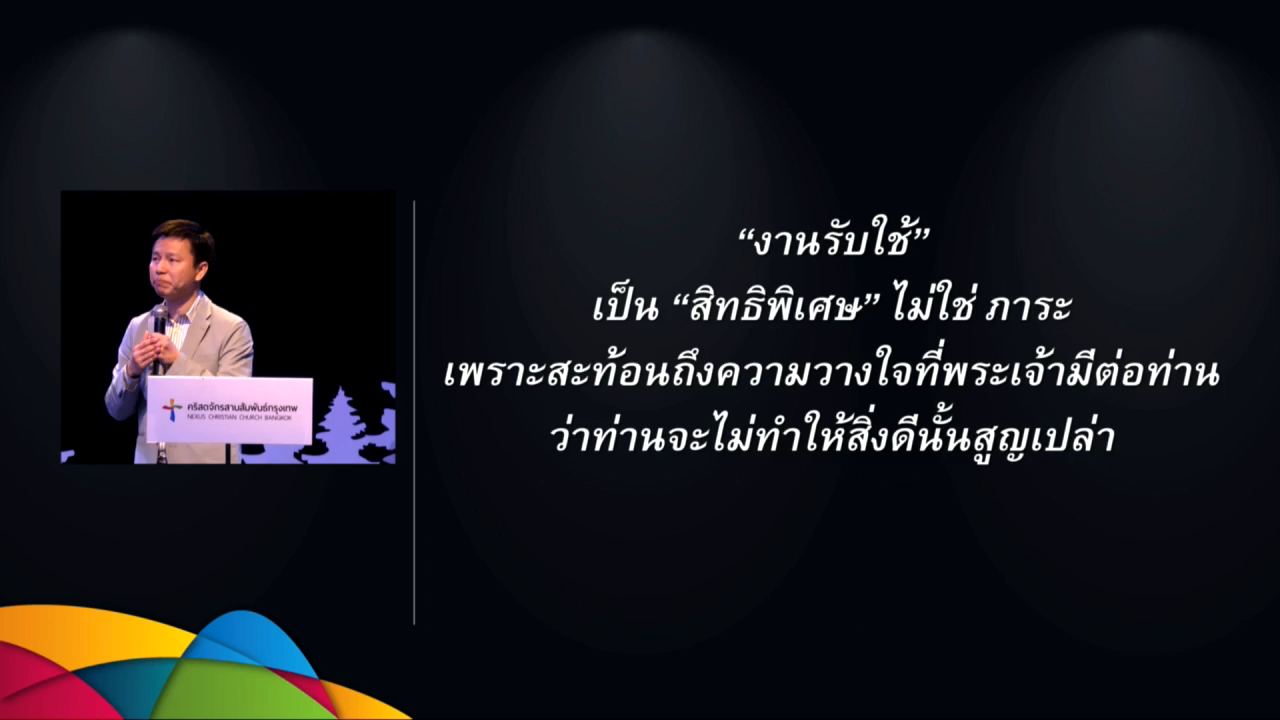 “งานรับใช้”
เป็น “สิทธิพิเศษ” ไม่ใช่ ภาระ
เพราะสะท้อนถึงความวางใจที่พระเจ้ามีต่อท่าน
ว่าท่านจะไม่ทำให้สิ่งดีนั้นสูญเปล่า
คริสตจักรสานสัมพันธ์กรุงเทพ
NEXUS CHRISTIAN CHURCH BANGKOK